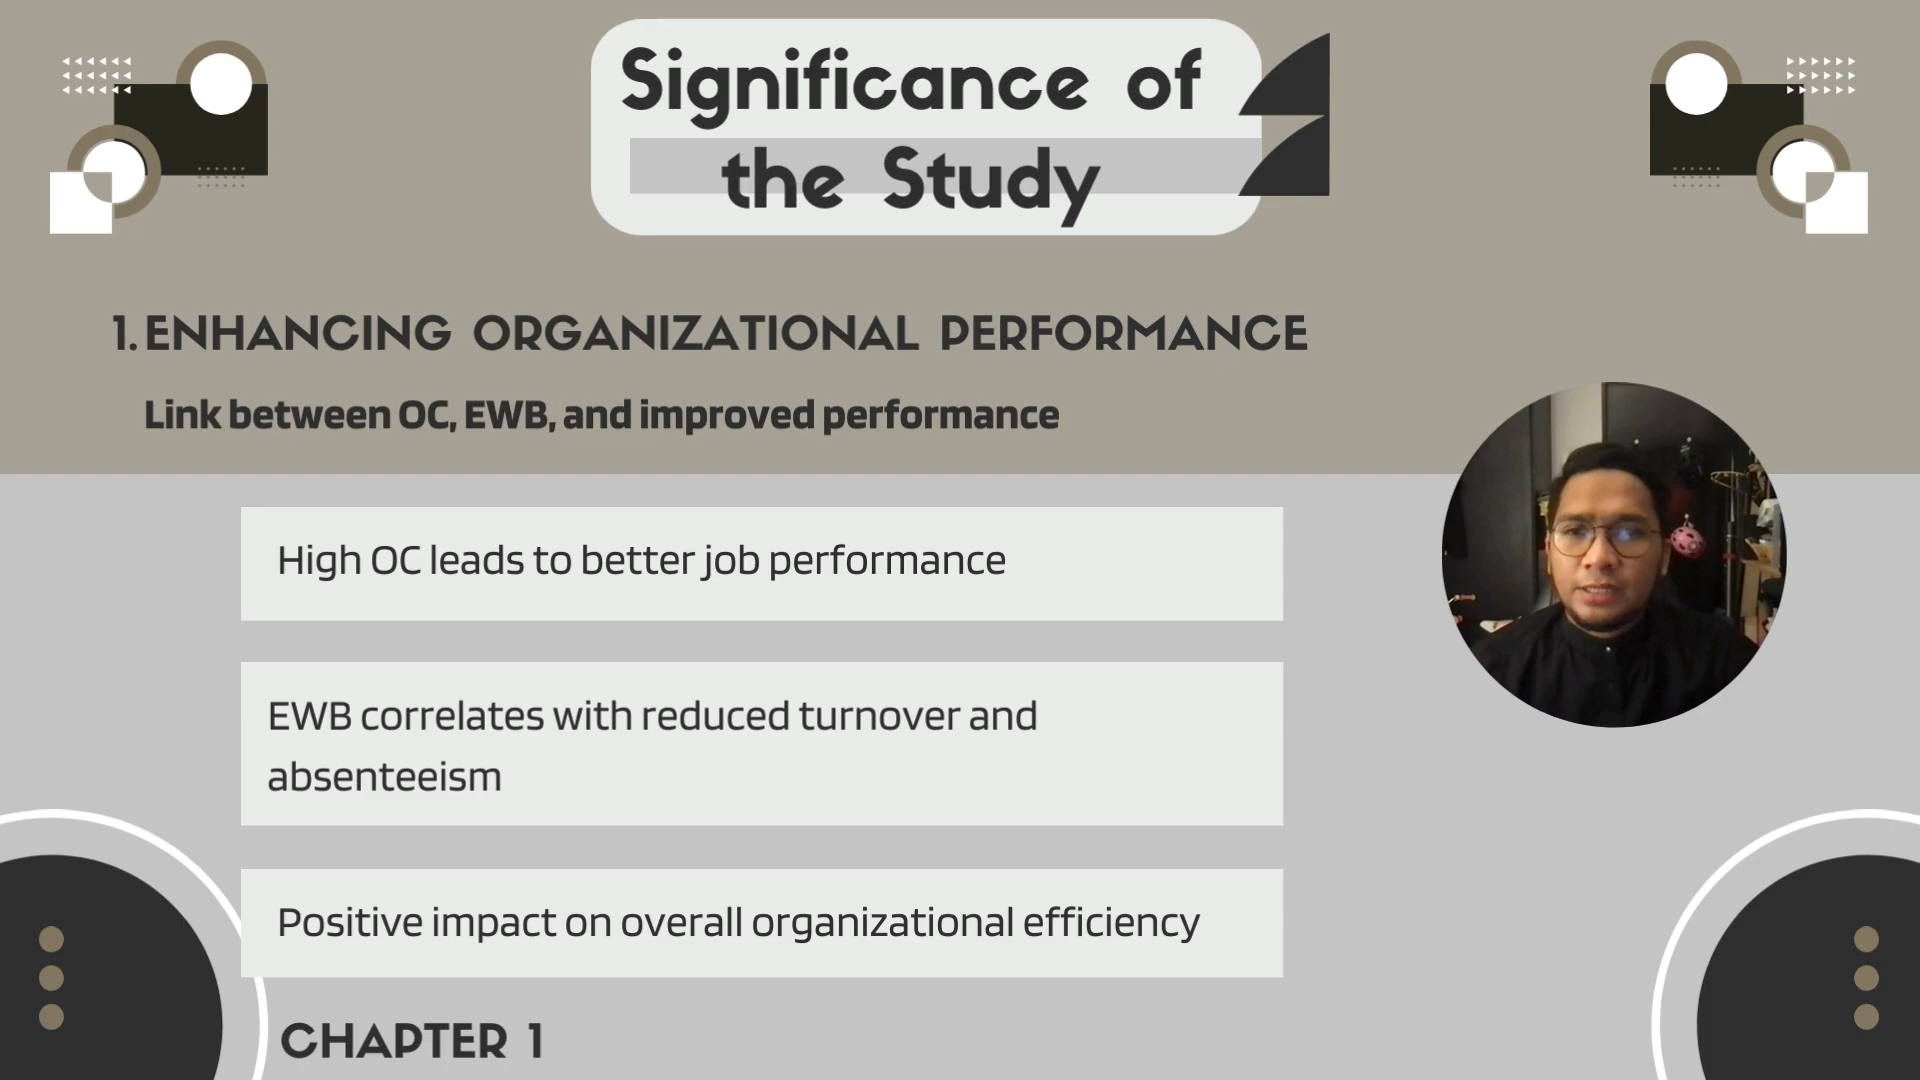 Significance of
the Study
1. ENHANCING ORGANIZATIONAL PERFORMANCE
Link between OC, EWB, and improved performance
High OC leads to better job performance
EWB correlates with reduced turnover and
absenteeism
Positive impact on overall organizational efficiency
CHAPTER 1